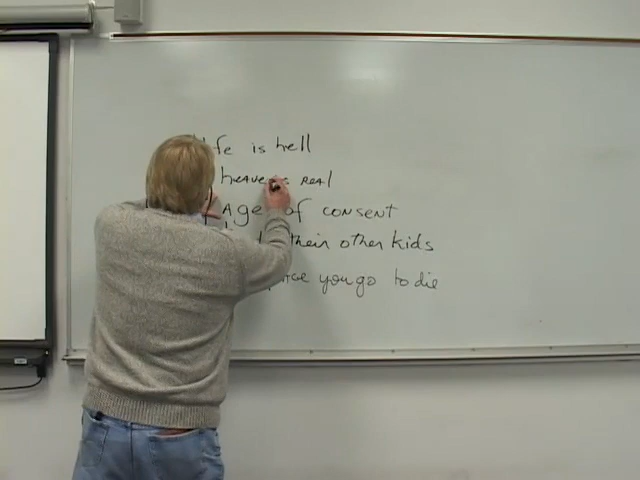 life is hell
heaven is real
Age of consent
their other kids
you go to die